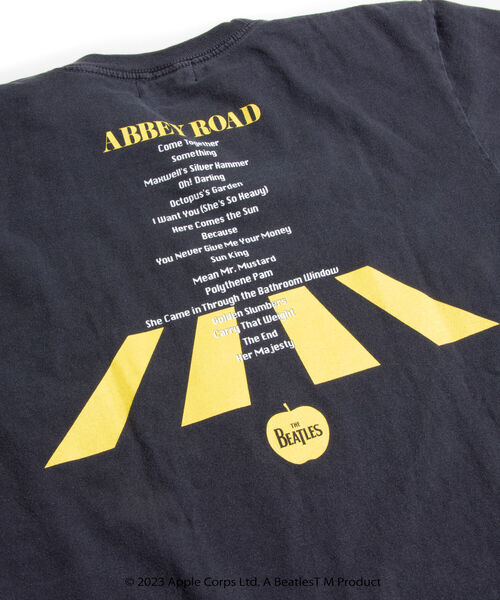 ABBEY ROAD
Come Together
Something
Maxwell's Silver Hammer
Oh! Darling
Octopus's Garden
I Want You (She's So Heavy)
Here Comes the Sun
Because
You Never Give Me Your Money
Sun King
Mean Mr. Mustard
Polythene Pam
She Came in Through the Bathroom Window
Golden Slumbers
Carry That Weight
The End
Her Majesty
THE
BEATLES
© 2023 Apple Corps Ltd. A BeatlesT M Product